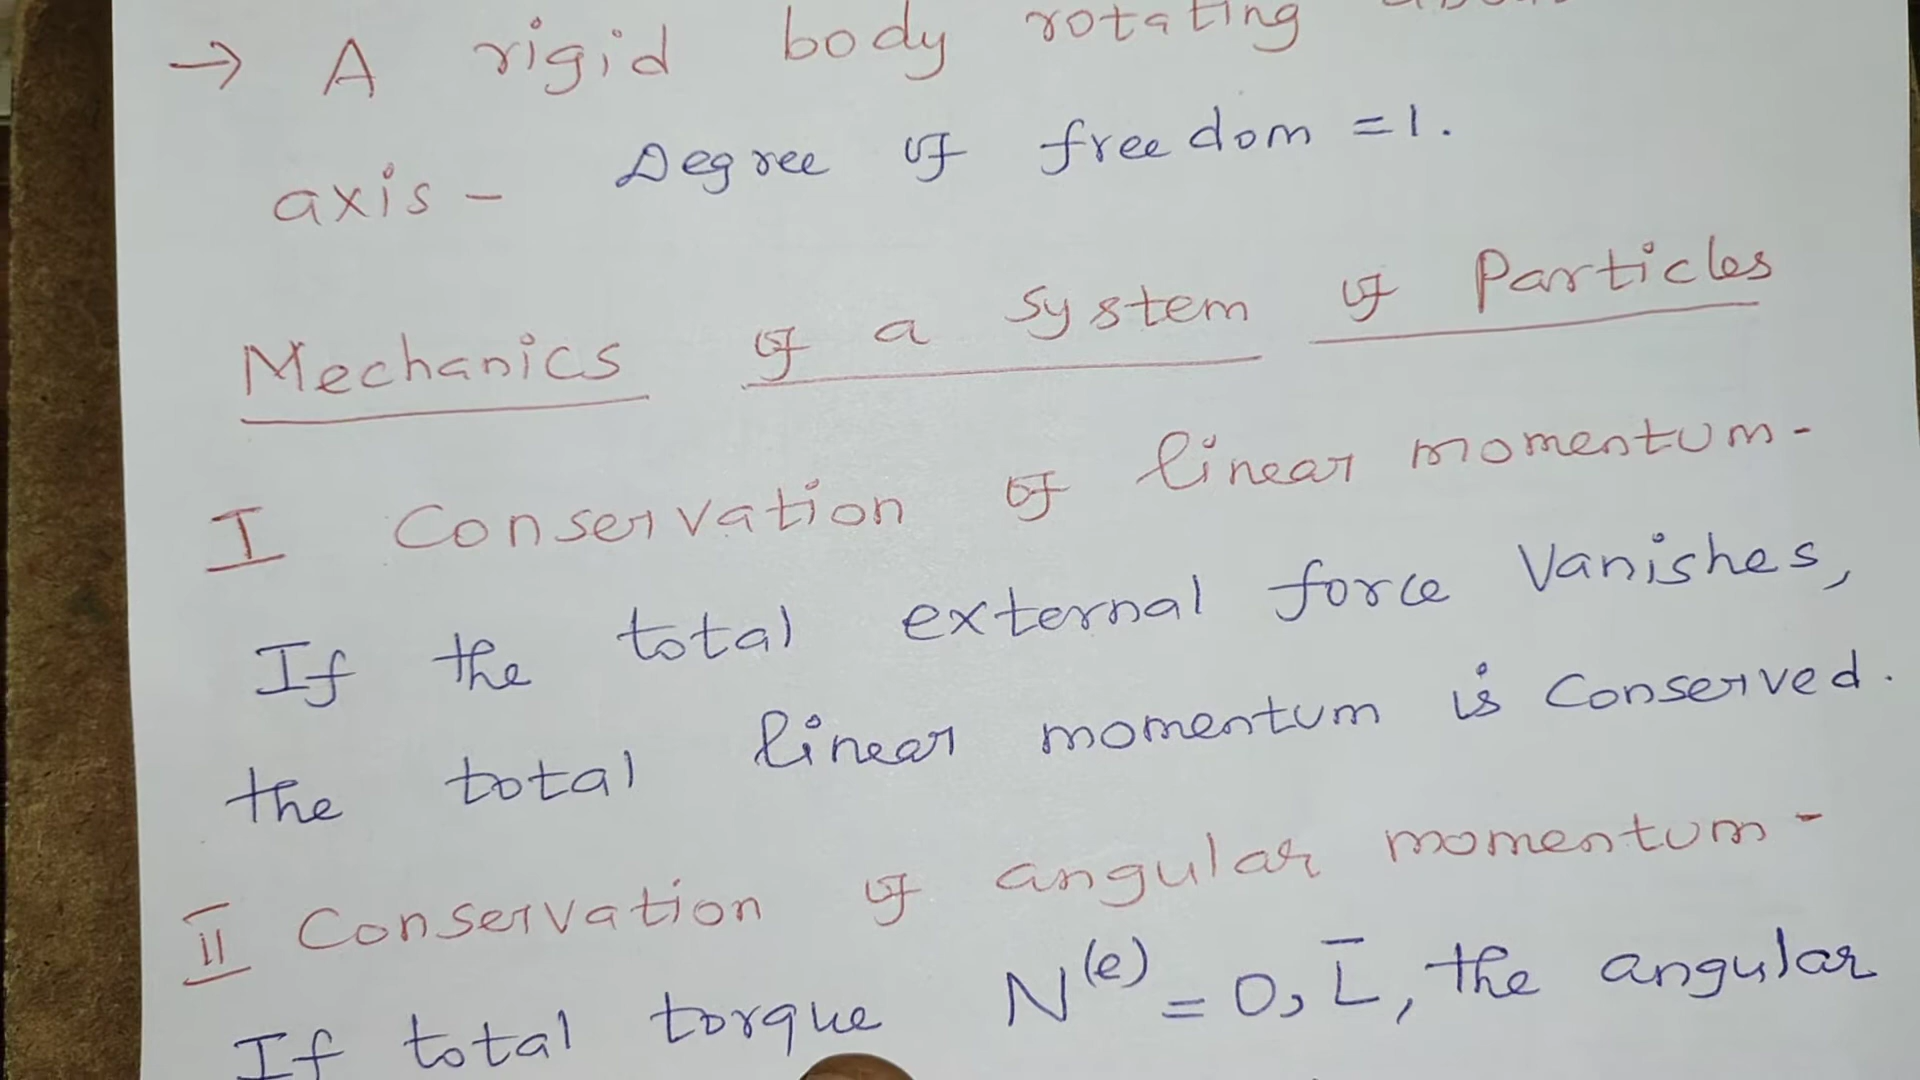 → A rigid body rotating
axis - Degree of freedom = 1.
Mechanics of a system of Particles
I Conservation of linear momentum -
If the total external force Vanishes,
the total linear momentum is Conserved.
II Conservation of angular momentum -
If total torque N^(e) = 0, L̅, the angular